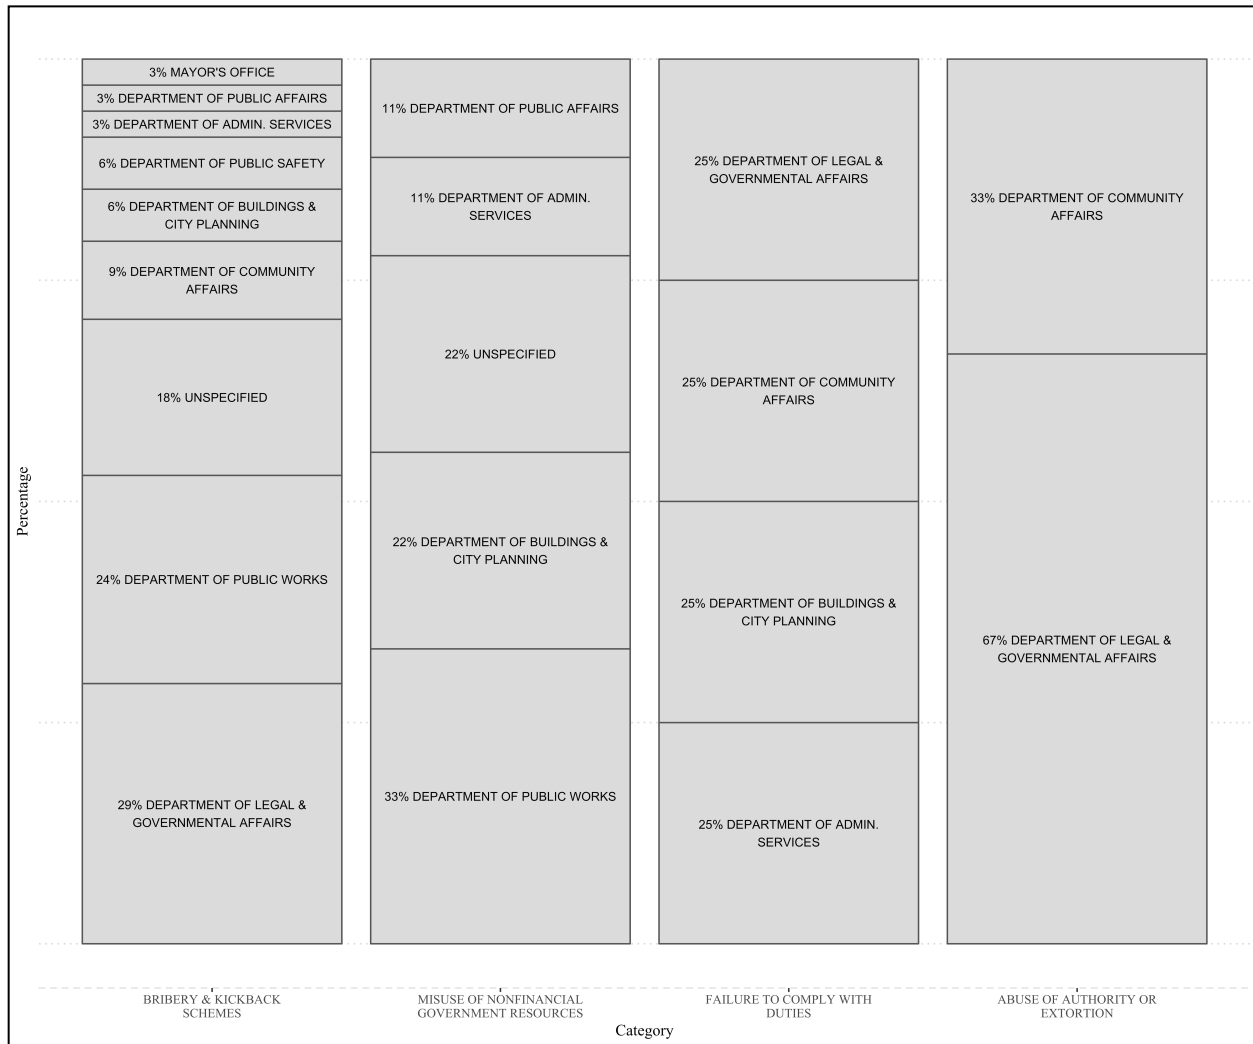 3% MAYOR'S OFFICE
3% DEPARTMENT OF PUBLIC AFFAIRS
3% DEPARTMENT OF ADMIN. SERVICES
6% DEPARTMENT OF PUBLIC SAFETY
6% DEPARTMENT OF BUILDINGS &
CITY PLANNING
9% DEPARTMENT OF COMMUNITY
AFFAIRS
18% UNSPECIFIED
24% DEPARTMENT OF PUBLIC WORKS
29% DEPARTMENT OF LEGAL &
GOVERNMENTAL AFFAIRS
11% DEPARTMENT OF PUBLIC AFFAIRS
11% DEPARTMENT OF ADMIN.
SERVICES
22% UNSPECIFIED
22% DEPARTMENT OF BUILDINGS &
CITY PLANNING
33% DEPARTMENT OF PUBLIC WORKS
25% DEPARTMENT OF LEGAL &
GOVERNMENTAL AFFAIRS
25% DEPARTMENT OF COMMUNITY
AFFAIRS
25% DEPARTMENT OF BUILDINGS &
CITY PLANNING
25% DEPARTMENT OF ADMIN.
SERVICES
33% DEPARTMENT OF COMMUNITY
AFFAIRS
67% DEPARTMENT OF LEGAL &
GOVERNMENTAL AFFAIRS
Percentage
BRIBERY & KICKBACK
SCHEMES
MISUSE OF NONFINANCIAL
GOVERNMENT RESOURCES
FAILURE TO COMPLY WITH
DUTIES
ABUSE OF AUTHORITY OR
EXTORTION
Category